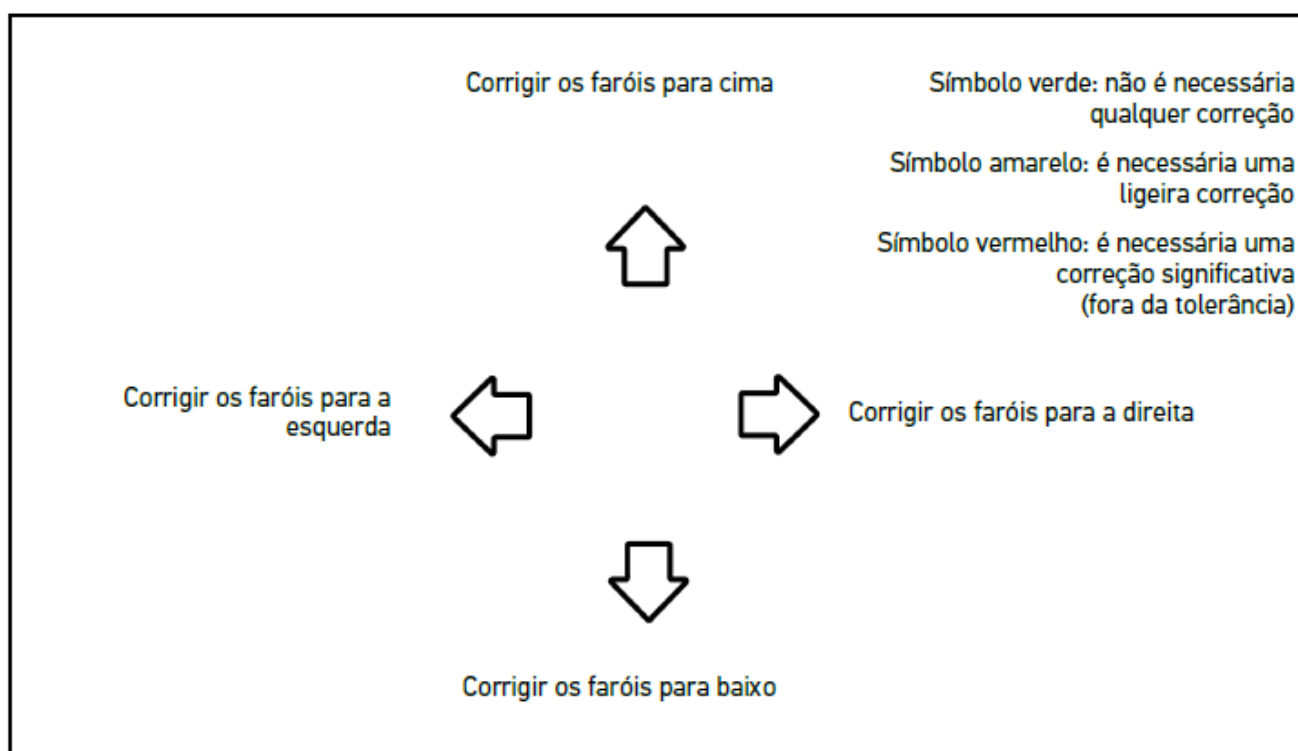 Corrigir os faróis para cima
Símbolo verde: não é necessária
qualquer correção
Símbolo amarelo: é necessária uma
ligeira correção
Símbolo vermelho: é necessária uma
correção significativa
(fora da tolerância)
Corrigir os faróis para a
esquerda
Corrigir os faróis para a direita
Corrigir os faróis para baixo